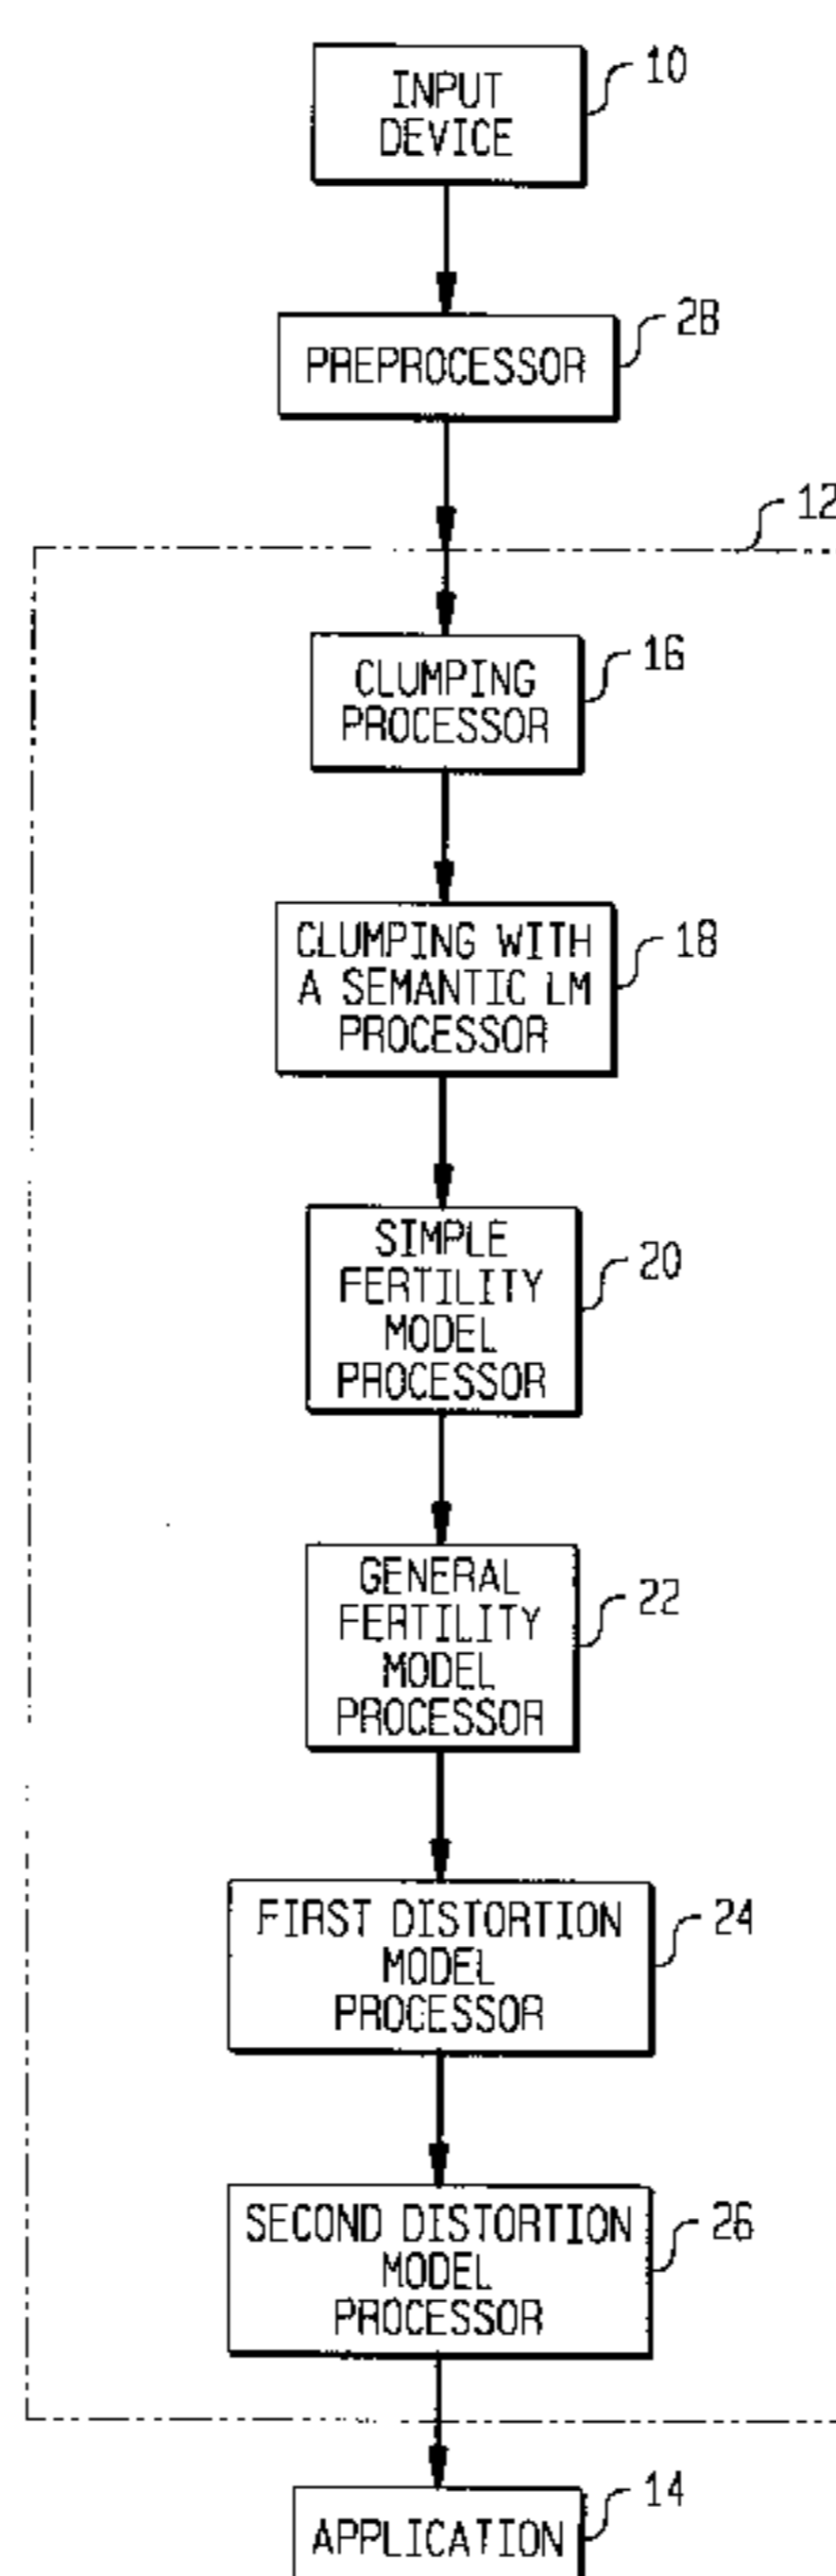 INPUT
DEVICE
10
PREPROCESSOR
28
12
CLUMPING
PROCESSOR
16
CLUMPING WITH
A SEMANTIC LM
PROCESSOR
18
SIMPLE
FERTILITY
MODEL
PROCESSOR
20
GENERAL
FERTILITY
MODEL
PROCESSOR
22
FIRST DISTORTION
MODEL
PROCESSOR
24
SECOND DISTORTION
MODEL
PROCESSOR
26
APPLICATION
14